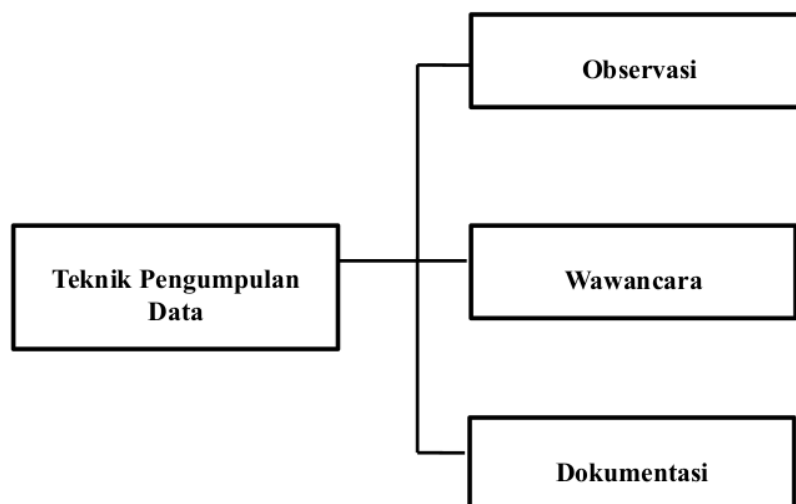 Observasi
Teknik Pengumpulan
Data
Wawancara
Dokumentasi